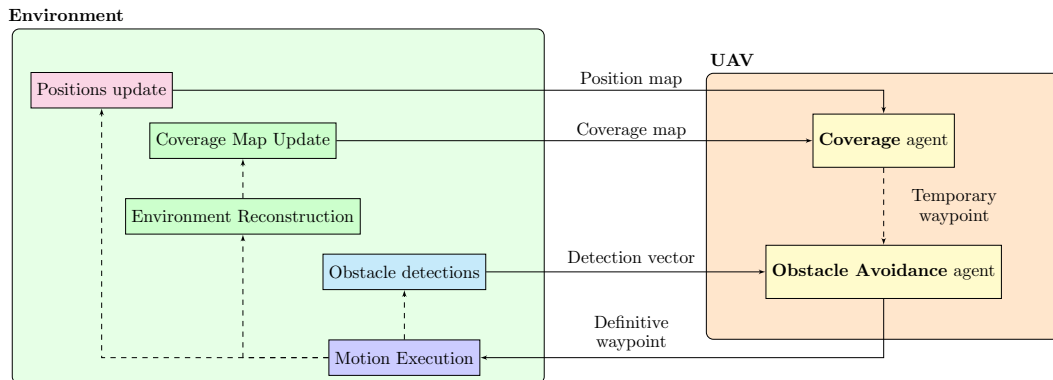 Environment
UAV
Positions update
Position map
Coverage Map Update
Coverage map
Coverage agent
Environment Reconstruction
Temporary
waypoint
Obstacle detections
Detection vector
Obstacle Avoidance agent
Definitive
waypoint
Motion Execution